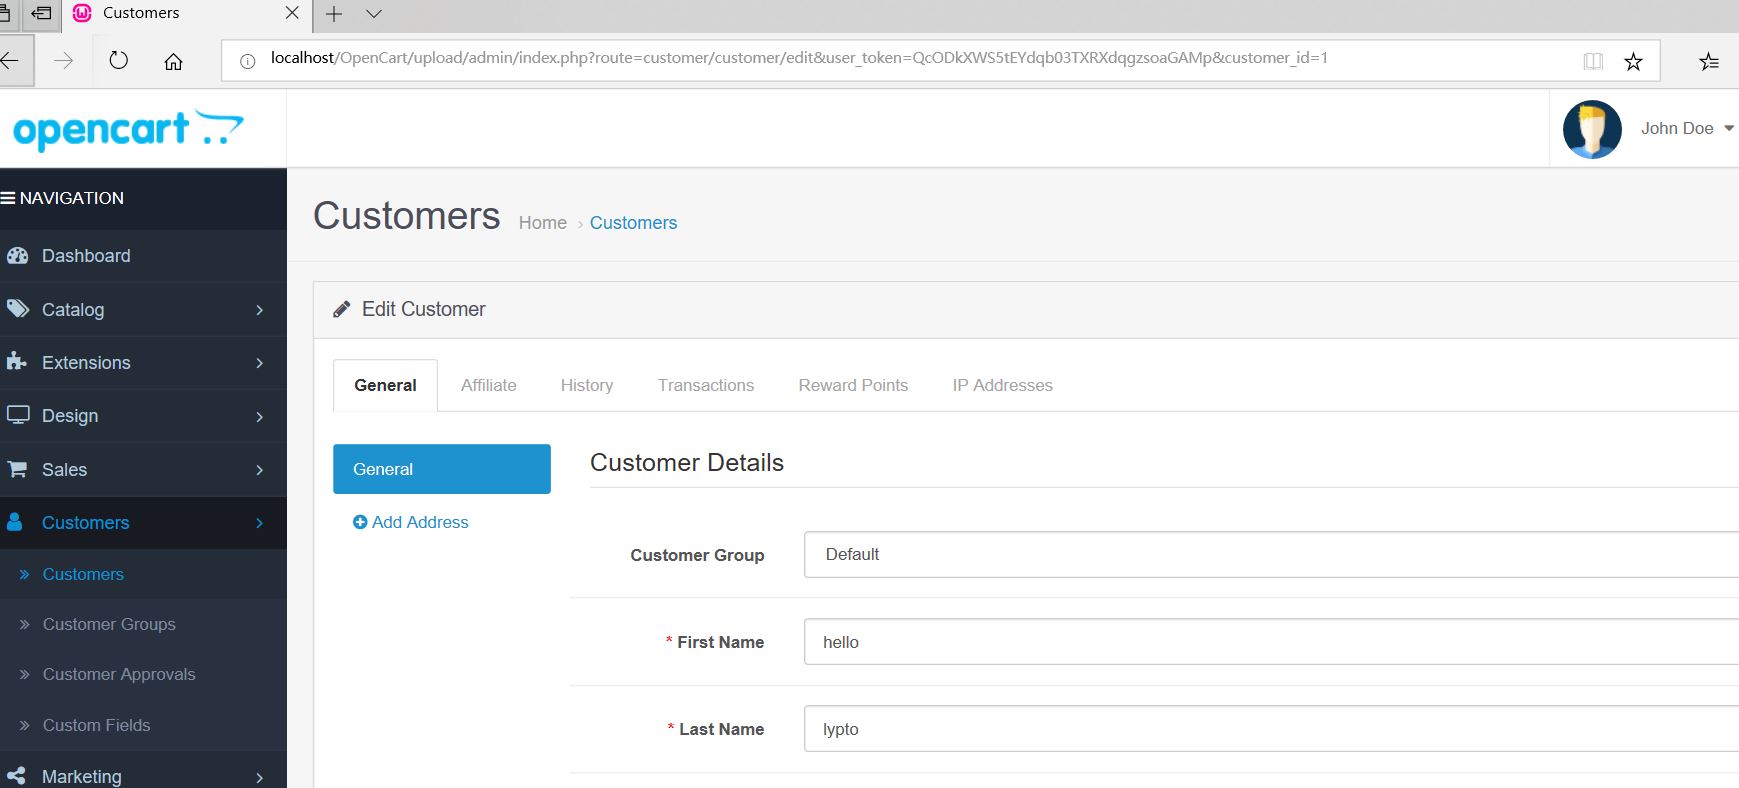 Customers
localhost/OpenCart/upload/admin/index.php?route=customer/customer/edit&user_token=QcODkXWS5tEYdqb03TXRXdqgzsoaGAMp&customer_id=1
opencart
John Doe
NAVIGATION
Customers Home › Customers
Dashboard
Catalog
Edit Customer
Extensions
General Affiliate History Transactions Reward Points IP Addresses
Design
Sales
General
Customer Details
Customers
Add Address
Customer Group Default
Customers
Customer Groups
* First Name hello
Customer Approvals
Custom Fields
* Last Name lypto
Marketing